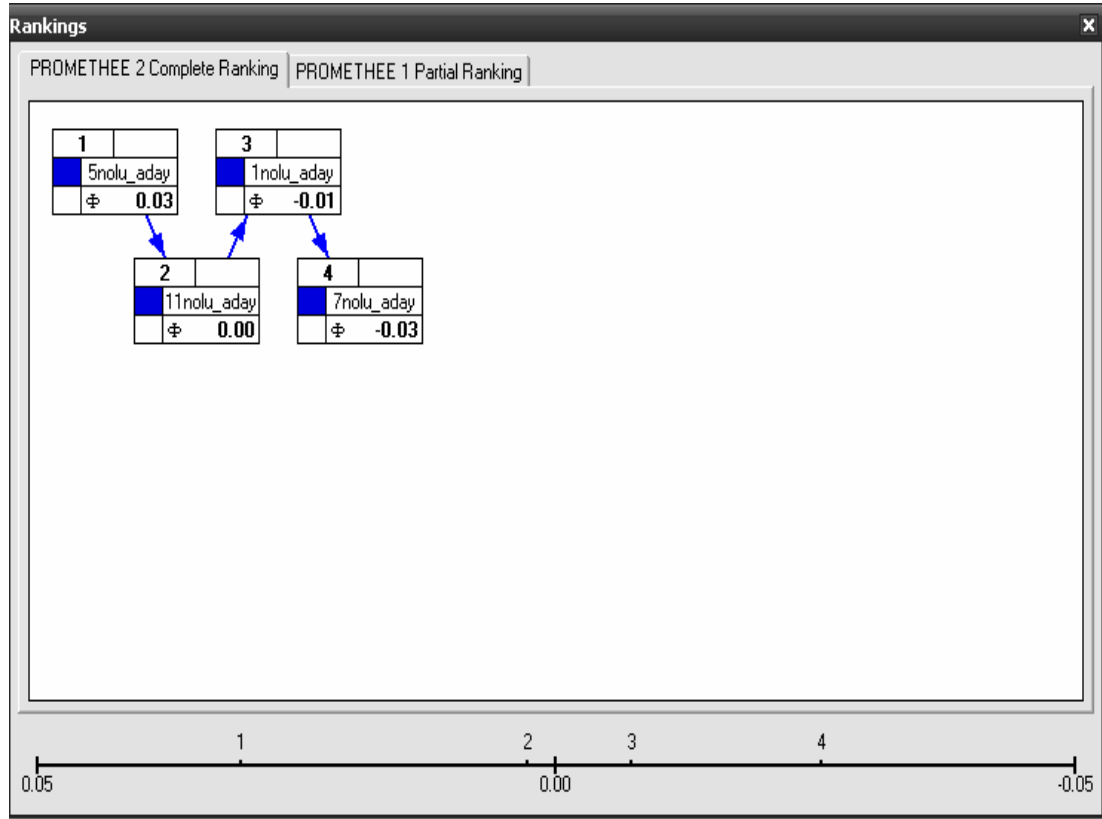 Rankings
PROMETHEE 2 Complete Ranking
PROMETHEE 1 Partial Ranking
1
5nolu_aday
Φ 0.03
3
1nolu_aday
Φ -0.01
2
11nolu_aday
Φ 0.00
4
7nolu_aday
Φ -0.03
1 2 3 4
0.05 0.00 -0.05